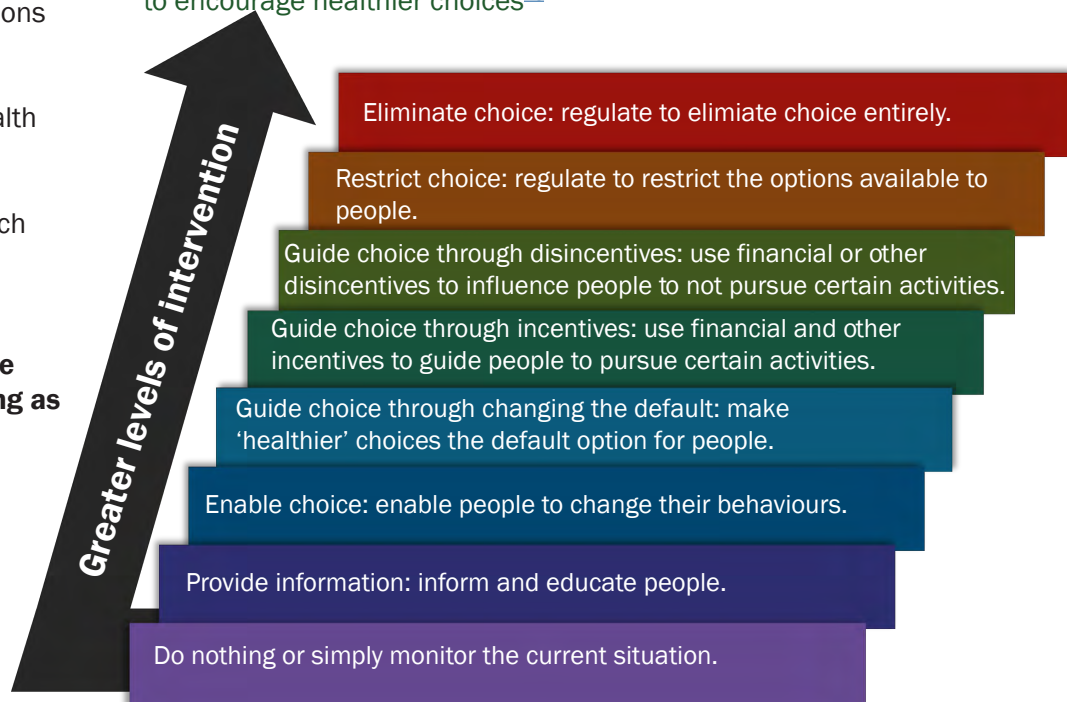 ons
alth
ch
e
ng as
to encourage healthier choices
Greater levels of intervention
Eliminate choice: regulate to elimiate choice entirely.
Restrict choice: regulate to restrict the options available to
people.
Guide choice through disincentives: use financial or other
disincentives to influence people to not pursue certain activities.
Guide choice through incentives: use financial and other
incentives to guide people to pursue certain activities.
Guide choice through changing the default: make
‘healthier’ choices the default option for people.
Enable choice: enable people to change their behaviours.
Provide information: inform and educate people.
Do nothing or simply monitor the current situation.